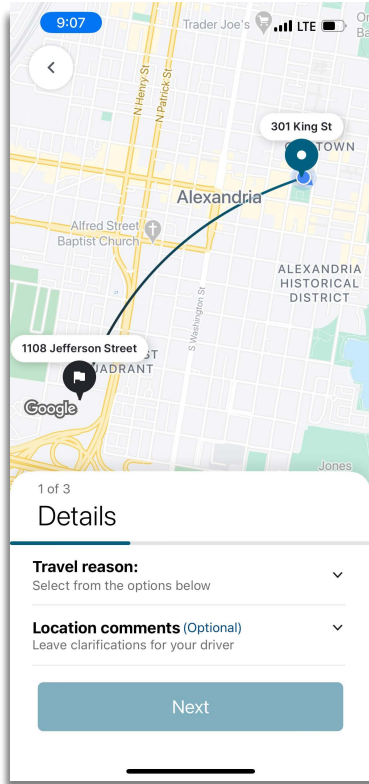 9:07
Trader Joe's
LTE
N Henry St
N Patrick St
301 King St
TOWN
Alexandria
Alfred Street
Baptist Church
ALEXANDRIA
HISTORICAL
DISTRICT
S Washington St
1108 Jefferson Street
ST
UADRANT
Google
Jones
1 of 3
Details
Travel reason:
Select from the options below
Location comments (Optional)
Leave clarifications for your driver
Next